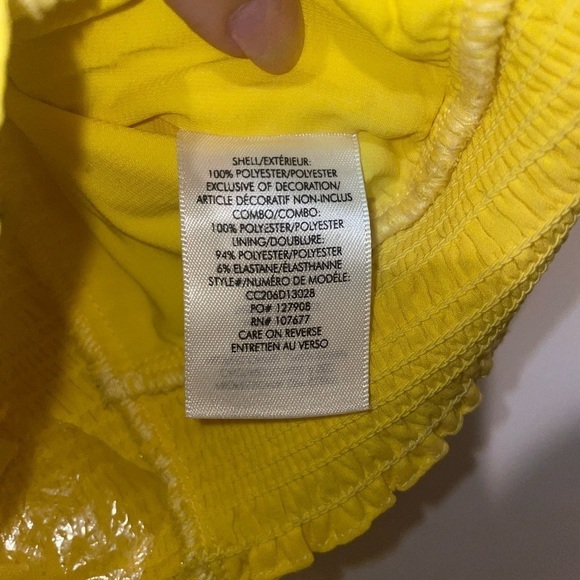 SHELL/EXTÉRIEUR:
100% POLYESTER/POLYESTER
EXCLUSIVE OF DECORATION/
ARTICLE DÉCORATIF NON-INCLUS
COMBO/COMBO:
100% POLYESTER/POLYESTER
LINING/DOUBLURE:
94% POLYESTER/POLYESTER
6% ELASTANE/ÉLASTHANNE
STYLE#/NUMÉRO DE MODÈLE:
CC206D13028
PO# 127908
RN# 107677
CARE ON REVERSE
ENTRETIEN AU VERSO